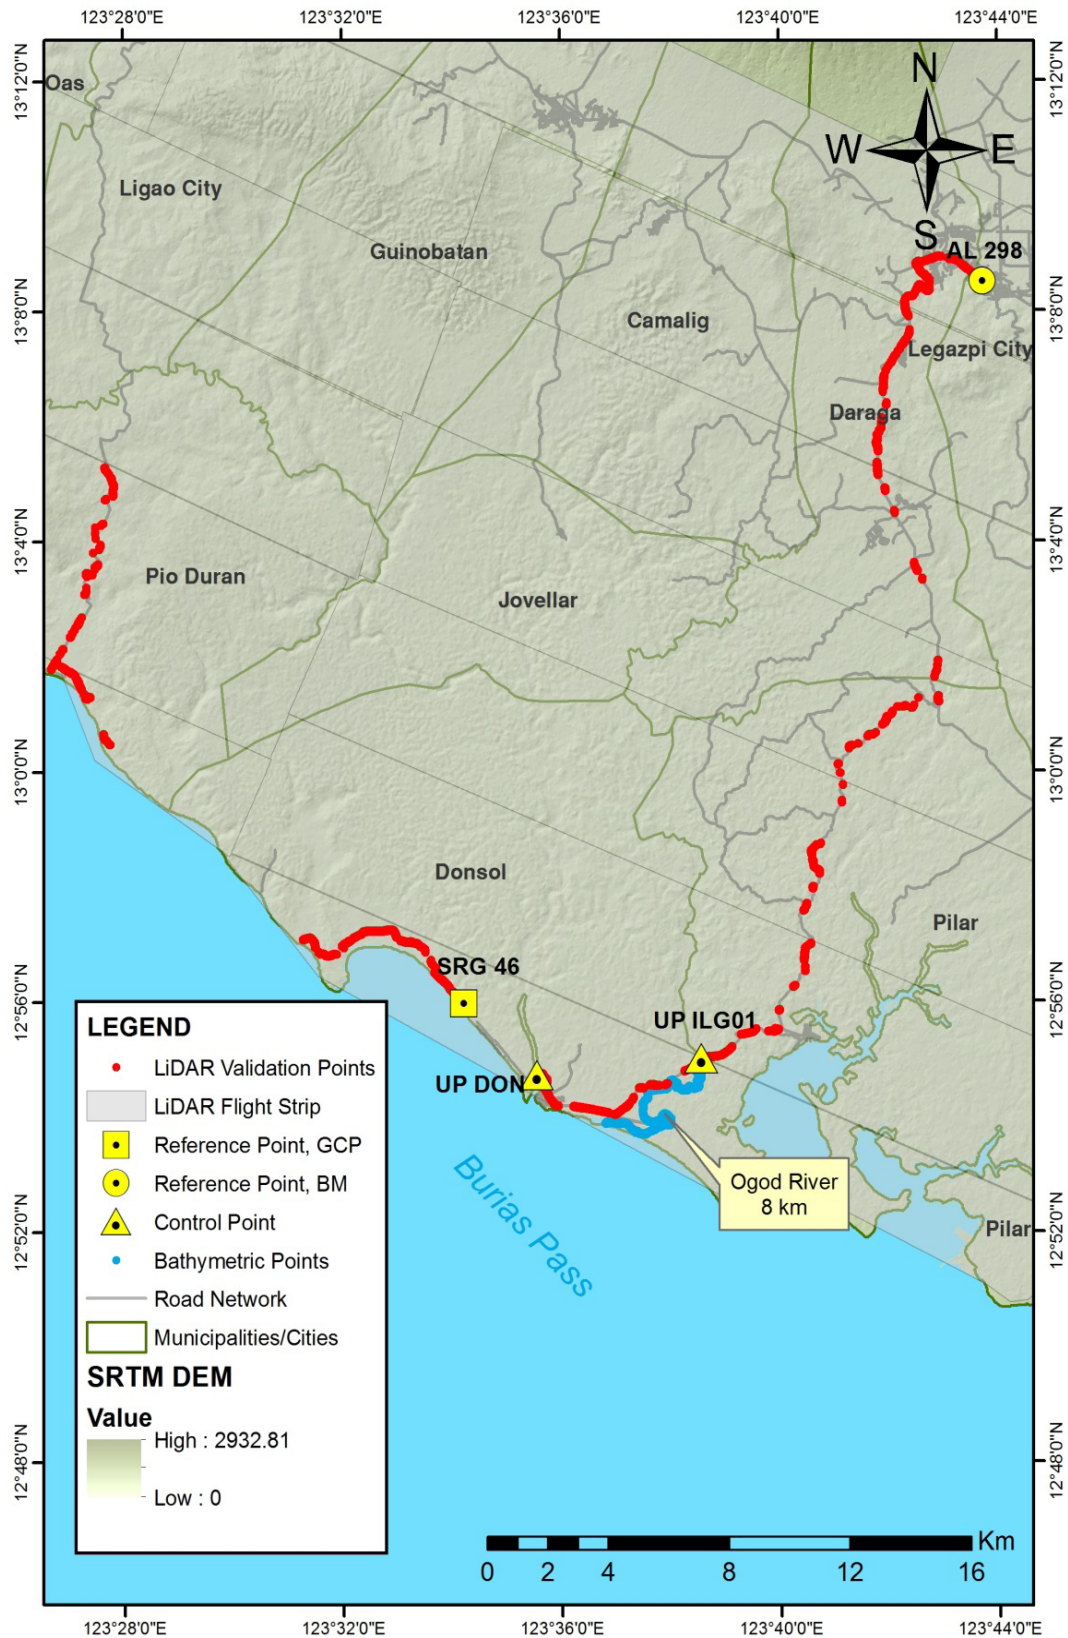 123°28'0"E 123°32'0"E 123°36'0"E 123°40'0"E 123°44'0"E
13°12'0"N
13°12'0"N
Oas
N
W E
S
Ligao City
Guinobatan
AL 298
13°8'0"N
13°8'0"N
Camalig
Legazpi City
Daraga
13°4'0"N
13°4'0"N
Pio Duran
Jovellar
13°0'0"N
13°0'0"N
Donsol
Pilar
SRG 46
12°56'0"N
12°56'0"N
UP ILG01
UP DON
Ogod River
8 km
Burias Pass
Pilar
12°52'0"N
12°52'0"N
LEGEND
LiDAR Validation Points
LiDAR Flight Strip
Reference Point, GCP
Reference Point, BM
Control Point
Bathymetric Points
Road Network
Municipalities/Cities
SRTM DEM
Value
High : 2932.81
Low : 0
12°48'0"N
12°48'0"N
Km
0 2 4 8 12 16
123°28'0"E 123°32'0"E 123°36'0"E 123°40'0"E 123°44'0"E